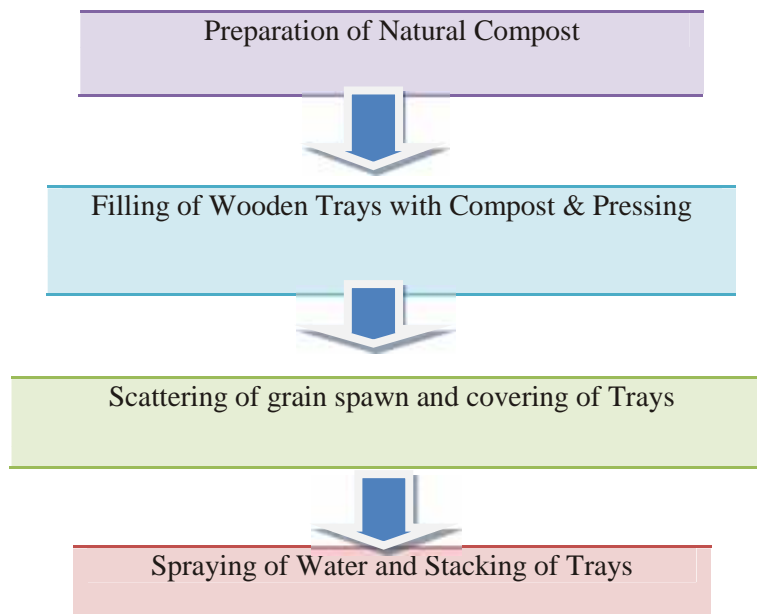 Preparation of Natural Compost
Filling of Wooden Trays with Compost & Pressing
Scattering of grain spawn and covering of Trays
Spraying of Water and Stacking of Trays